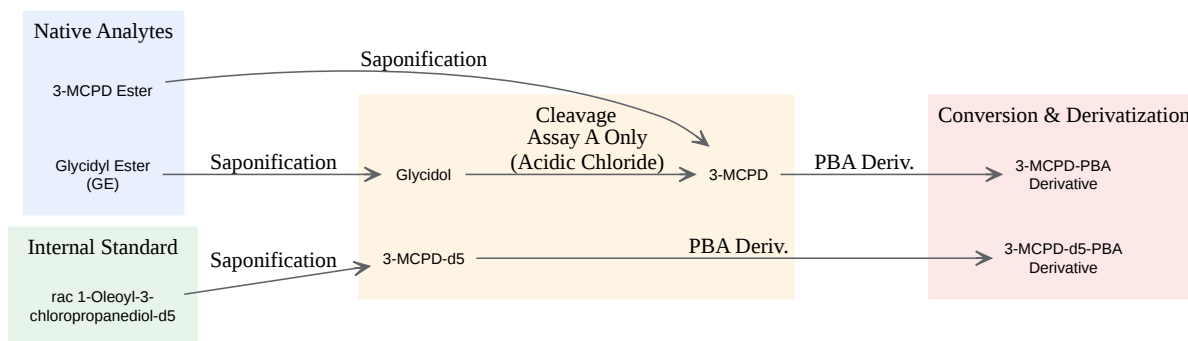 Native Analytes
3-MCPD Ester
Glycidyl Ester
(GE)
Internal Standard
rac 1-Oleoyl-3-
chloropropanediol-d5
Saponification
Saponification
Saponification
Cleavage
Assay A Only
(Acidic Chloride)
Glycidol
3-MCPD
3-MCPD-d5
PBA Deriv.
PBA Deriv.
Conversion & Derivatization
3-MCPD-PBA
Derivative
3-MCPD-d5-PBA
Derivative